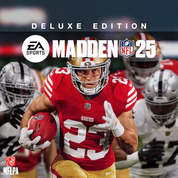 DELUXE EDITION
EA SPORTS MADDEN NFL 25
23
NFLPA